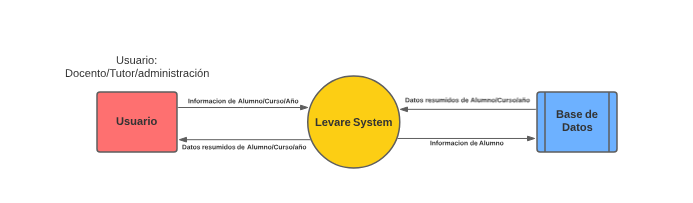 Usuario:
Docento/Tutor/administración
Usuario
Informacion de Alumno/Curso/Año
Datos resumidos de Alumno/Curso/año
Levare System
Datos resumidos de Alumno/Curso/año
Informacion de Alumno
Base de
Datos